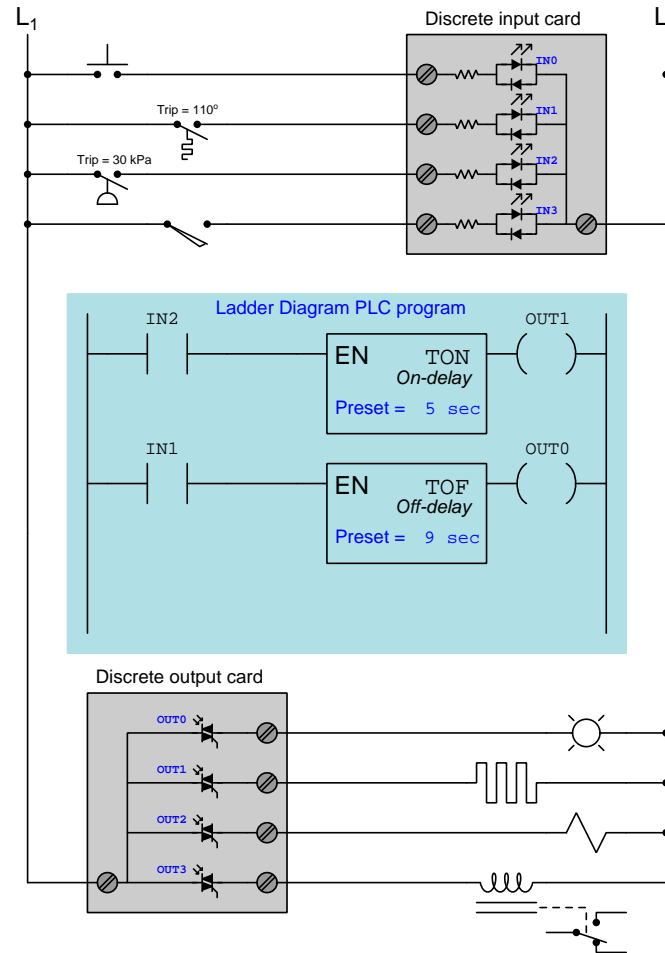 L1
Discrete input card
L
IN0
Trip = 110°
IN1
Trip = 30 kPa
IN2
IN3
Ladder Diagram PLC program
IN2
OUT1
EN TON
On-delay
Preset = 5 sec
IN1
OUT0
EN TOF
Off-delay
Preset = 9 sec
Discrete output card
OUT0
OUT1
OUT2
OUT3